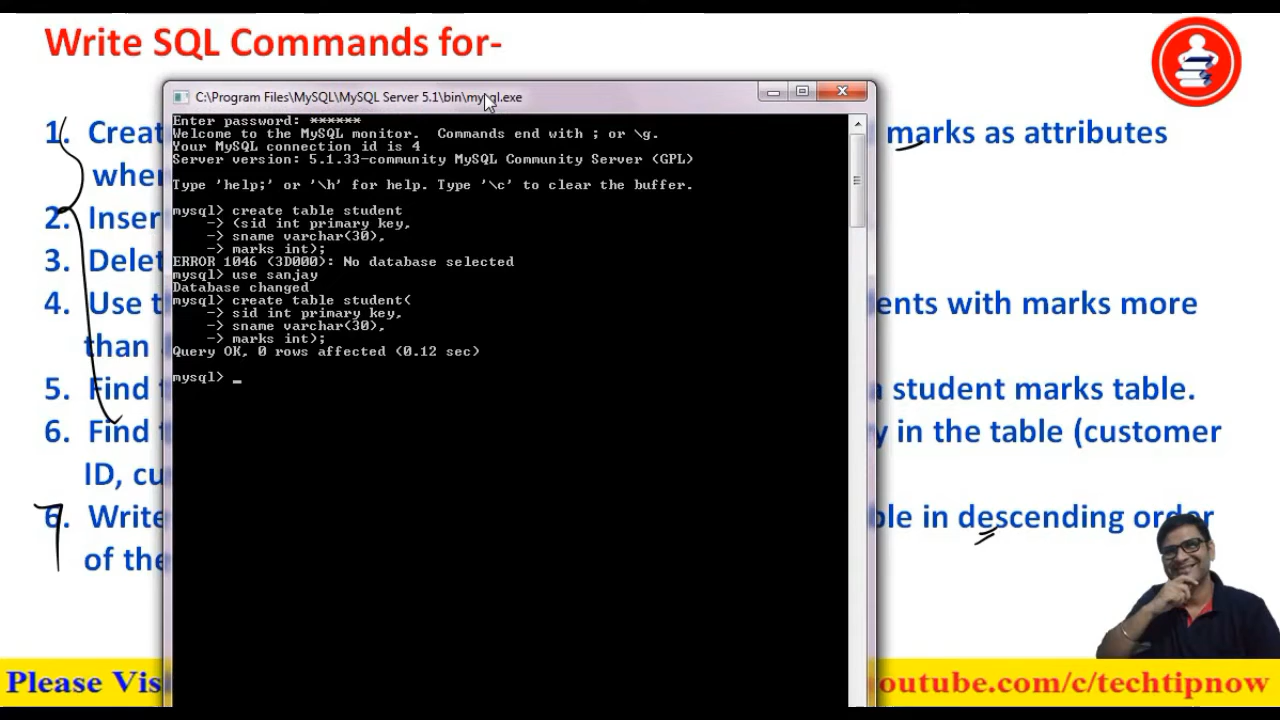 Write SQL Commands for-
C:\Program Files\MySQL\MySQL Server 5.1\bin\mysql.exe
1. Creat marks as attributes
wher
2. Inser
3. Delet
4. Use t ents with marks more
than
5. Find t a student marks table.
6. Find t y in the table (customer
ID, cu
6. Write ble in descending order
7
of the
Enter password: ******
Welcome to the MySQL monitor.  Commands end with ; or \g.
Your MySQL connection id is 4
Server version: 5.1.33-community MySQL Community Server (GPL)
Type 'help;' or '\h' for help. Type '\c' to clear the buffer.
mysql> create table student
-> (sid int primary key,
-> sname varchar(30),
-> marks int);
ERROR 1046 (3D000): No database selected
mysql> use sanjay
Database changed
mysql> create table student(
-> sid int primary key,
-> sname varchar(30),
-> marks int);
Query OK, 0 rows affected (0.12 sec)
mysql> _
Please Vis outube.com/c/techtipnow